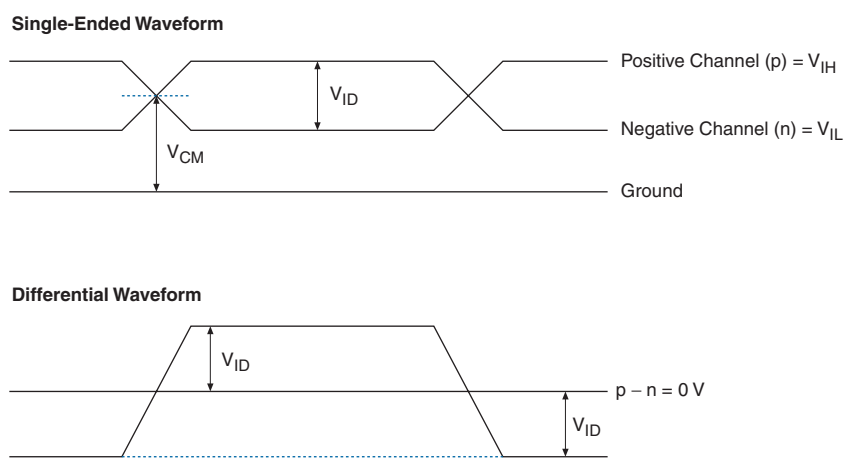 Single-Ended Waveform
Positive Channel (p) = VIH
VID
Negative Channel (n) = VIL
VCM
Ground
Differential Waveform
VID
p − n = 0 V
VID